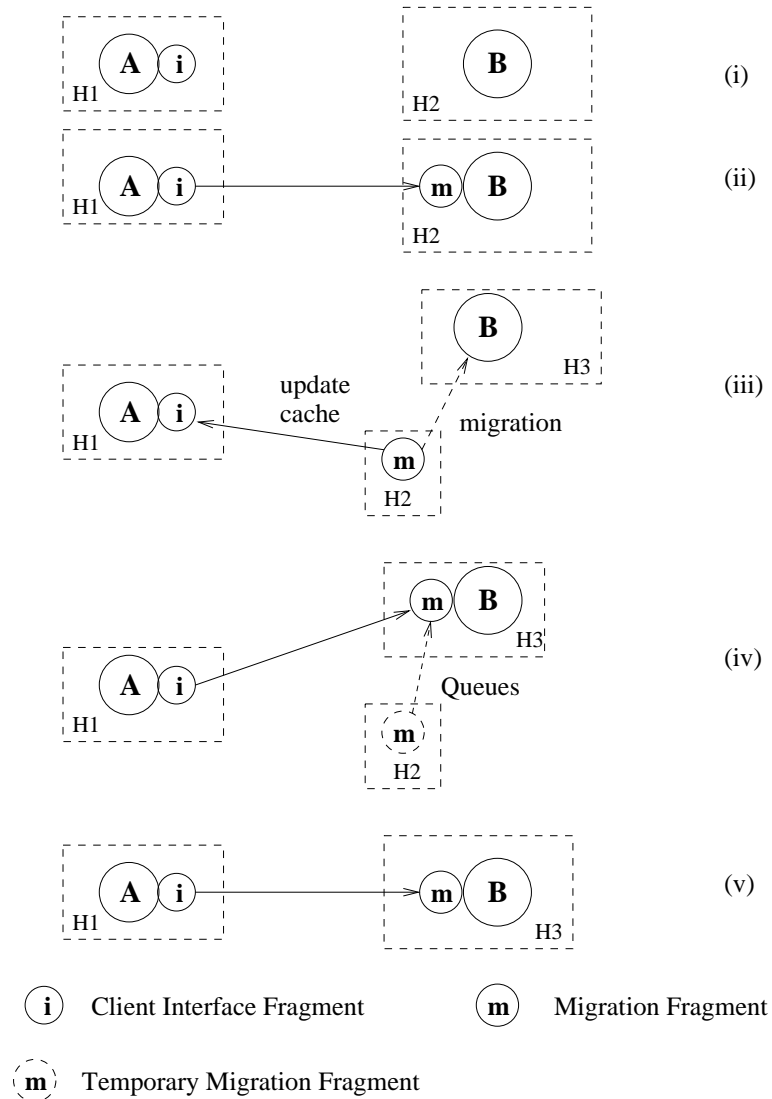 A i B
H1 H2 (i)
A i m B
H1 H2 (ii)
B
H3
update
cache
A i
H1
migration
m
H2
(iii)
m B
H3
A i
H1
Queues
m
H2
(iv)
A i m B
H1 H3 (v)
i Client Interface Fragment m Migration Fragment
m Temporary Migration Fragment